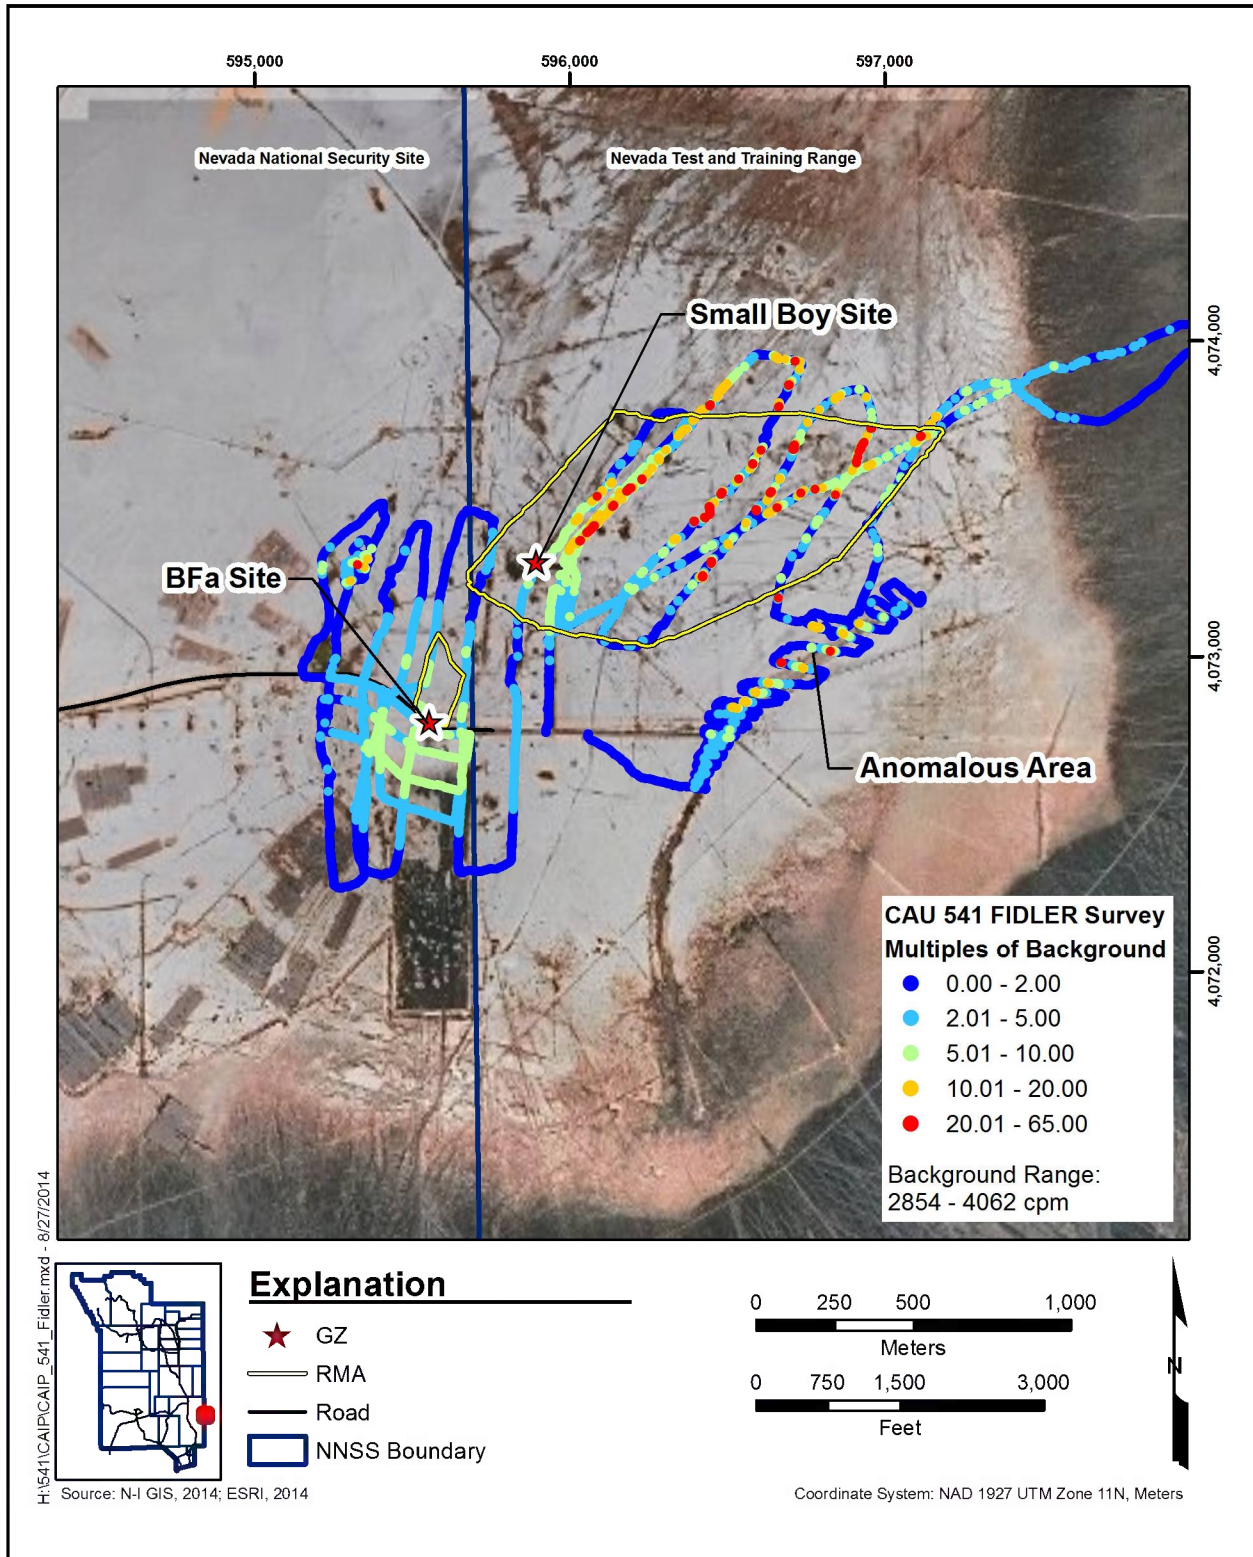 595,000
596,000
597,000
Nevada National Security Site
Nevada Test and Training Range
Small Boy Site
4,074,000
BFa Site
4,073,000
Anomalous Area
CAU 541 FIDLER Survey
Multiples of Background
0.00 - 2.00
2.01 - 5.00
5.01 - 10.00
10.01 - 20.00
20.01 - 65.00
Background Range:
2854 - 4062 cpm
4,072,000
H:\541\CAIP\CAIP_541_Fidler.mxd - 8/27/2014
Explanation
GZ
RMA
Road
NNSS Boundary
0 250 500 1,000
Meters
0 750 1,500 3,000
Feet
N
Source: N-I GIS, 2014; ESRI, 2014
Coordinate System: NAD 1927 UTM Zone 11N, Meters